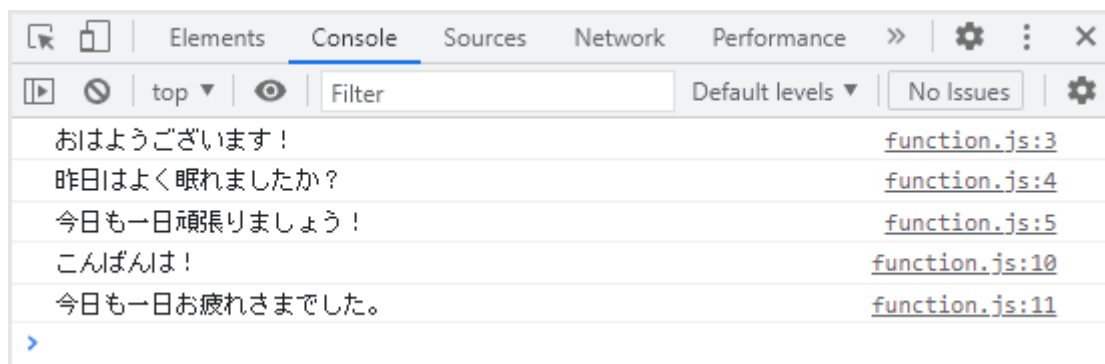 Elements Console Sources Network Performance »
top ▼ Filter Default levels ▼ No Issues
おはようございます！ function.js:3
昨日はよく眠れましたか？ function.js:4
今日も一日頑張りましょう！ function.js:5
こんばんは！ function.js:10
今日も一日お疲れさまでした。 function.js:11
>